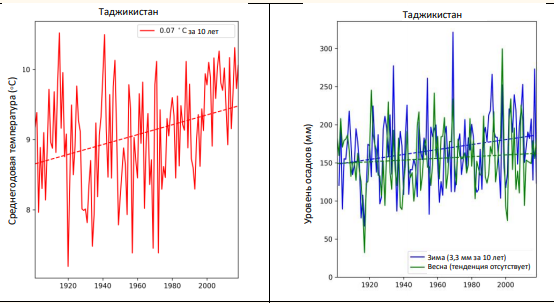 Таджикистан
0.07 °C за 10 лет
Среднегодовая температура (°C)
10
9
8
1920 1940 1960 1980 2000
Таджикистан
Уровень осадков (мм)
300
250
200
150
100
50
0
1920 1940 1960 1980 2000
Зима (3,3 мм за 10 лет)
Весна (тенденция отсутствует)